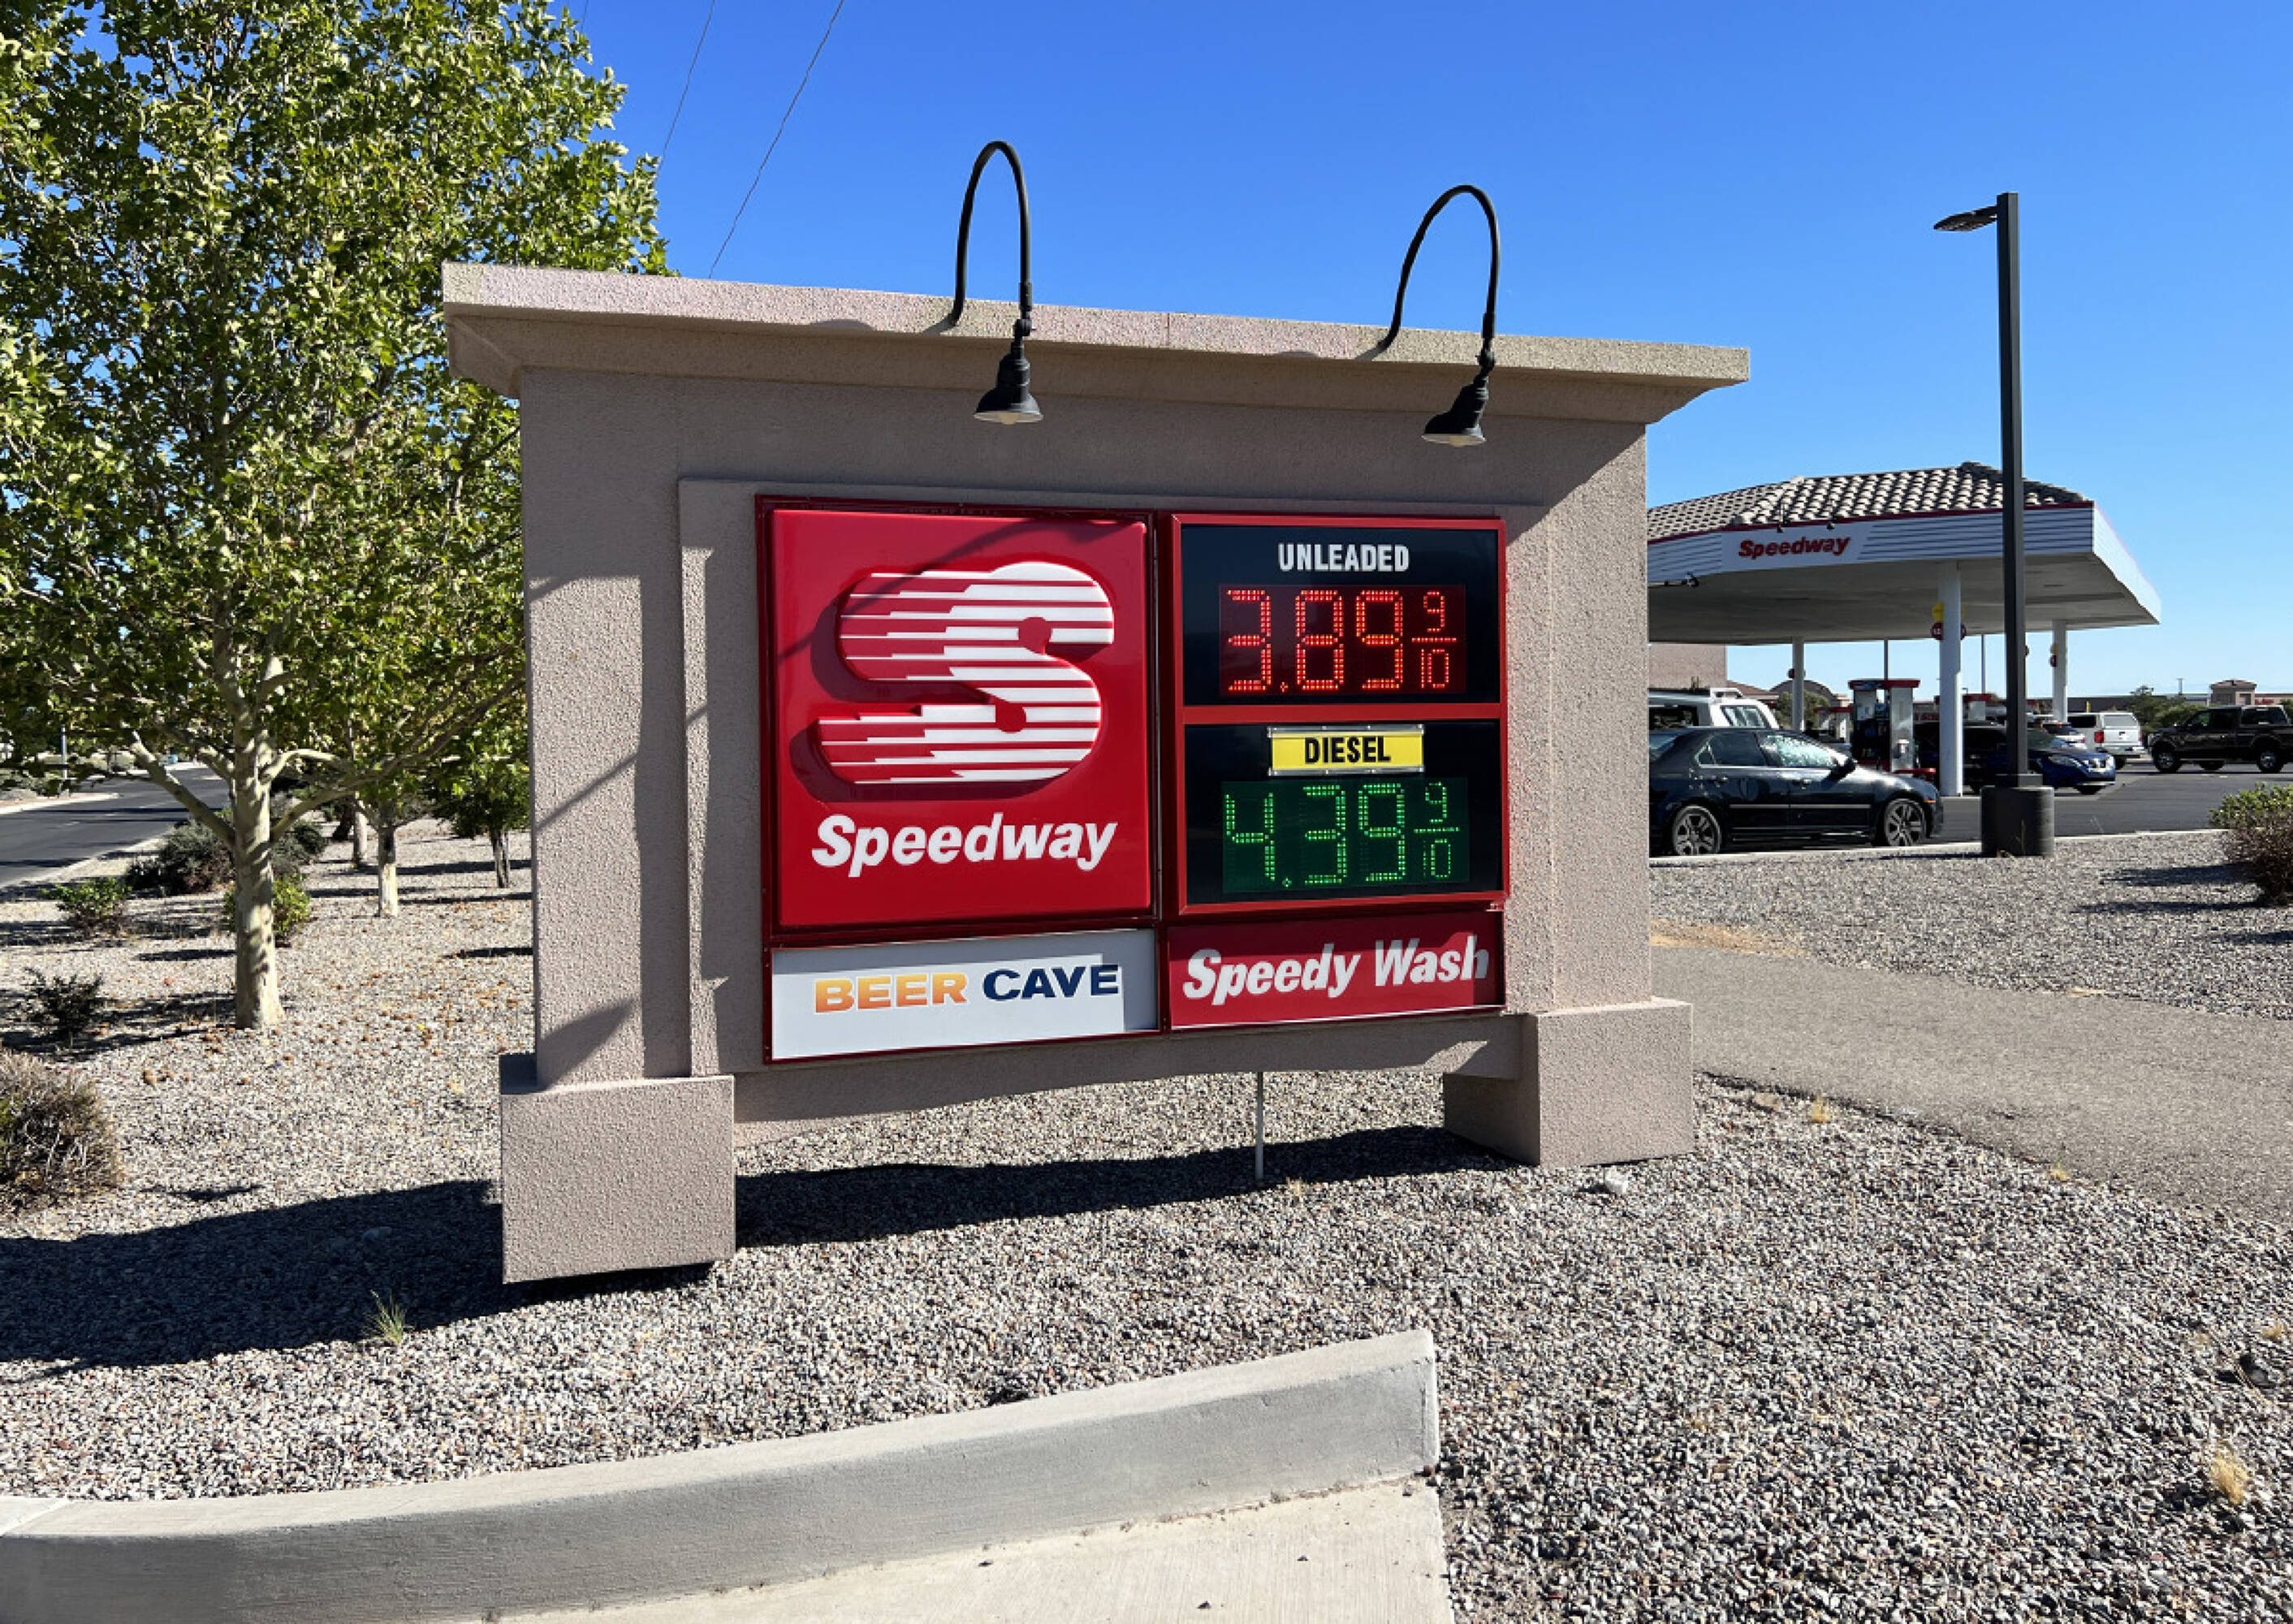 UNLEADED
3.89 9/10
DIESEL
4.39 9/10
Speedway
BEER CAVE
Speedy Wash
Speedway